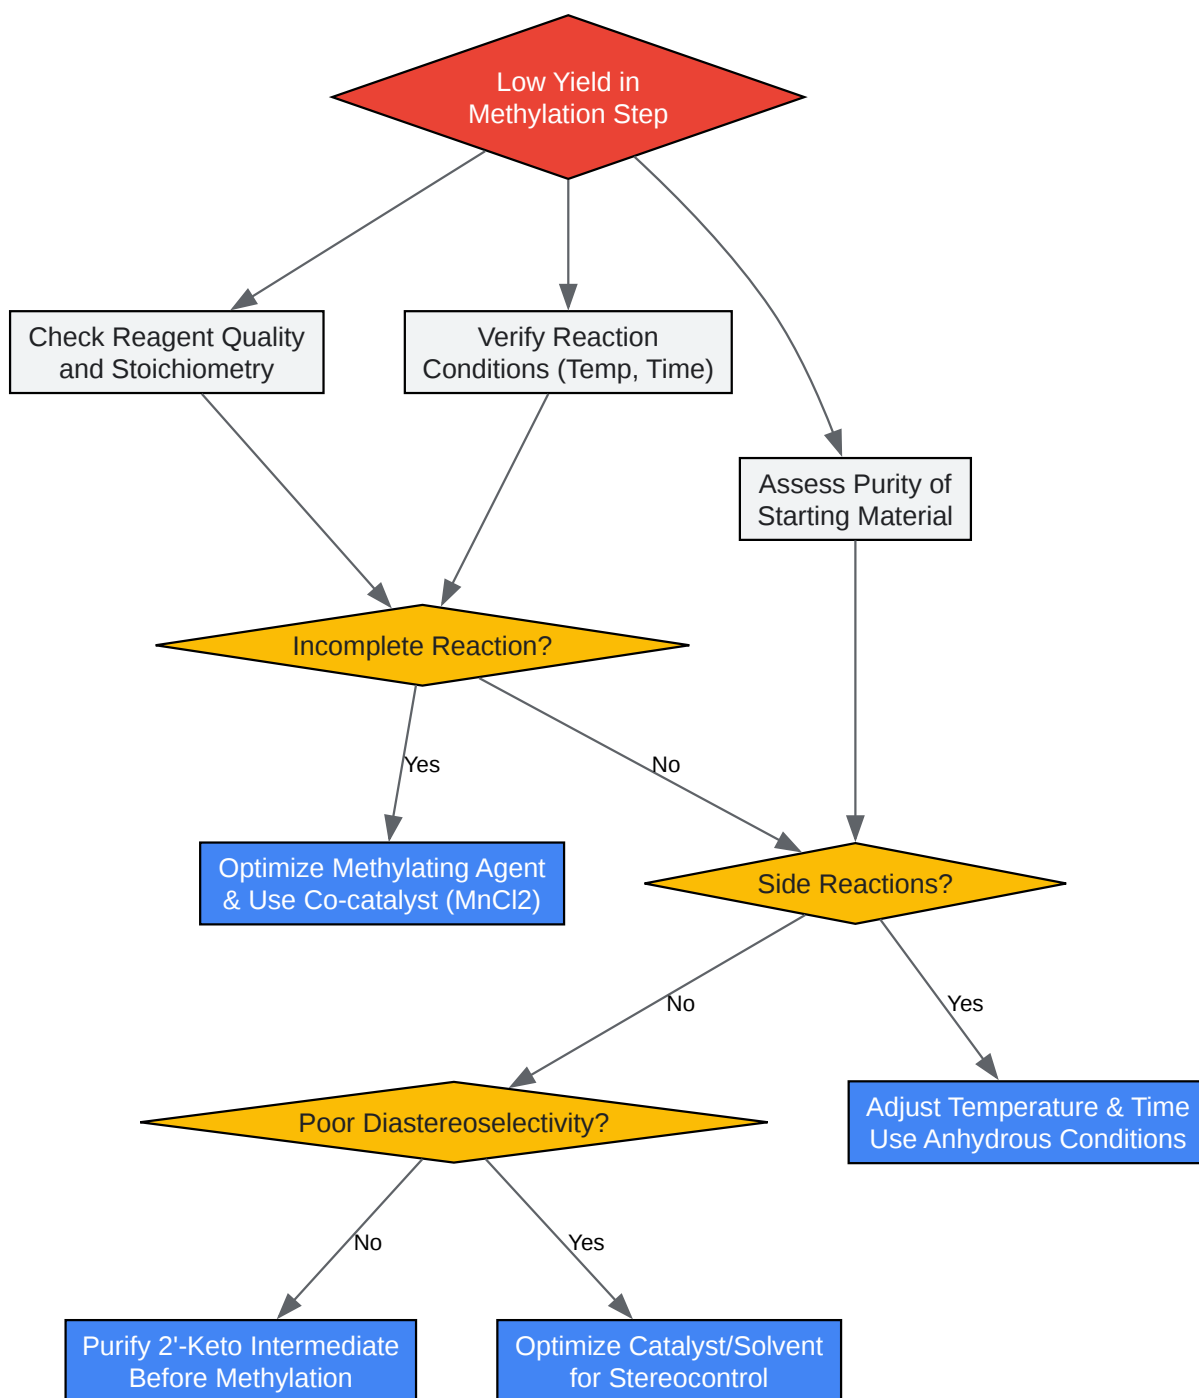 Low Yield in
Methylation Step
Check Reagent Quality
and Stoichiometry
Verify Reaction
Conditions (Temp, Time)
Assess Purity of
Starting Material
Incomplete Reaction?
Yes
No
Optimize Methylating Agent
& Use Co-catalyst (MnCl2)
Side Reactions?
No
Yes
Poor Diastereoselectivity?
Adjust Temperature & Time
Use Anhydrous Conditions
No
Yes
Purify 2'-Keto Intermediate
Before Methylation
Optimize Catalyst/Solvent
for Stereocontrol